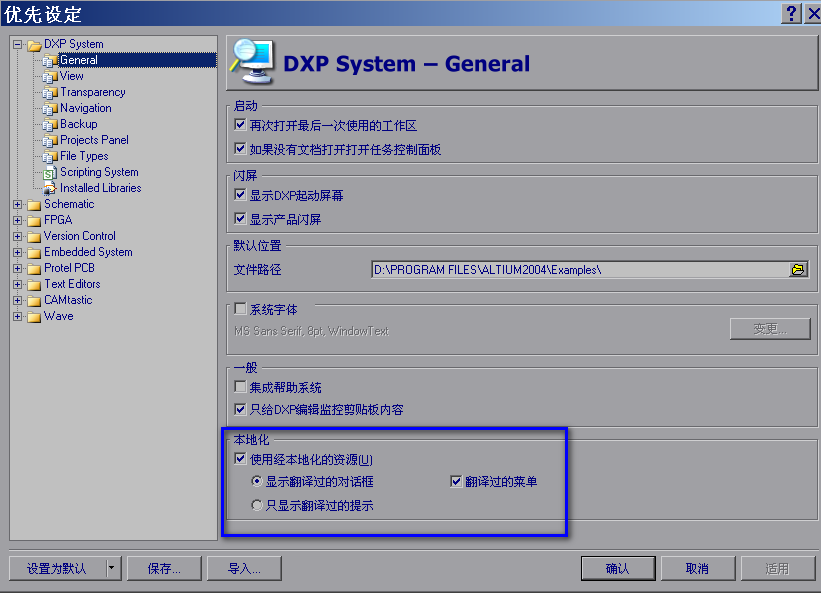 优先设定
DXP System
General
View
Transparency
Navigation
Backup
Projects Panel
File Types
Scripting System
Installed Libraries
Schematic
FPGA
Version Control
Embedded System
Protel PCB
Text Editors
CAMtastic
Wave
DXP System – General
启动
再次打开最后一次使用的工作区
如果没有文档打开打开任务控制面板
闪屏
显示DXP起动屏幕
显示产品闪屏
默认位置
文件路径 D:\PROGRAM FILES\ALTIUM2004\Examples\
系统字体
MS Sans Serif, 8pt, WindowText 变更...
一般
集成帮助系统
只给DXP编辑监控剪贴板内容
本地化
使用经本地化的资源(U)
显示翻译过的对话框 翻译过的菜单
只显示翻译过的提示
设置为默认 保存... 导入... 确认 取消 适用